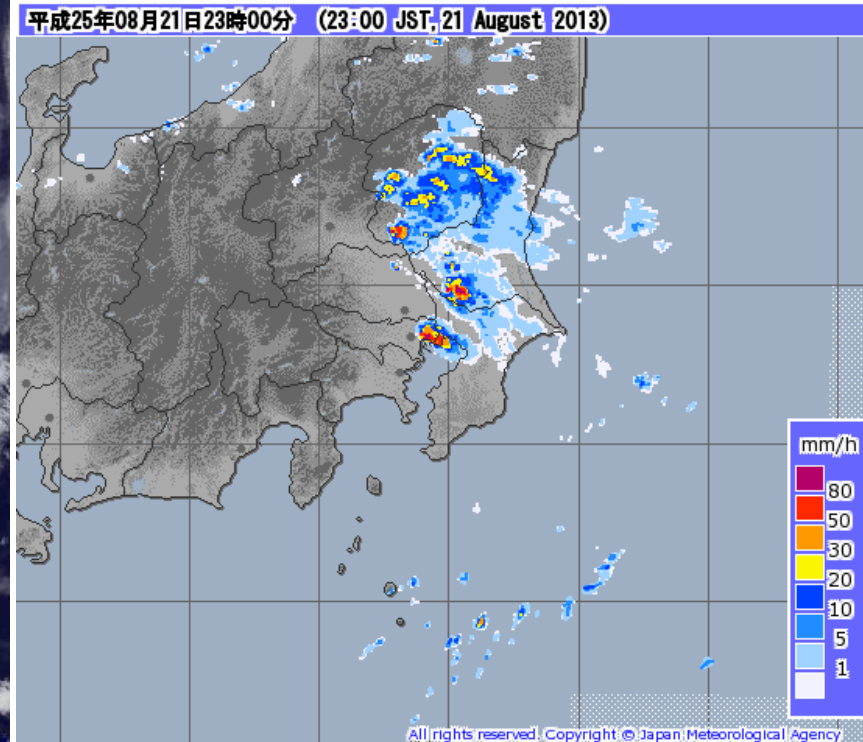 平成25年08月21日23時00分 (23:00 JST, 21 August 2013)
mm/h
80
50
30
20
10
5
1
All rights reserved. Copyright © Japan Meteorological Agency